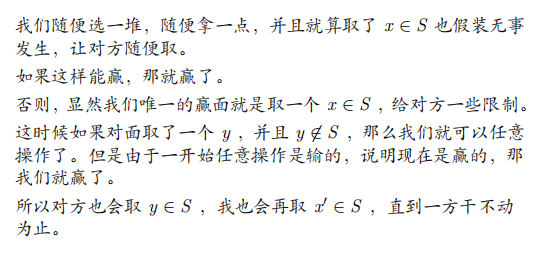 我们随便选一堆，随便拿一点，并且就算取了 x ∈ S 也假装无事
发生，让对方随便取。
如果这样能赢，那就赢了。
否则，显然我们唯一的赢面就是取一个 x ∈ S ，给对方一些限制。
这时候如果对面取了一个 y ，并且 y ∉ S ，那么我们就可以任意
操作了。但是由于一开始任意操作是输的，说明现在是赢的，那
我们就赢了。
所以对方也会取 y ∈ S ，我也会再取 x′ ∈ S ，直到一方干不动
为止。